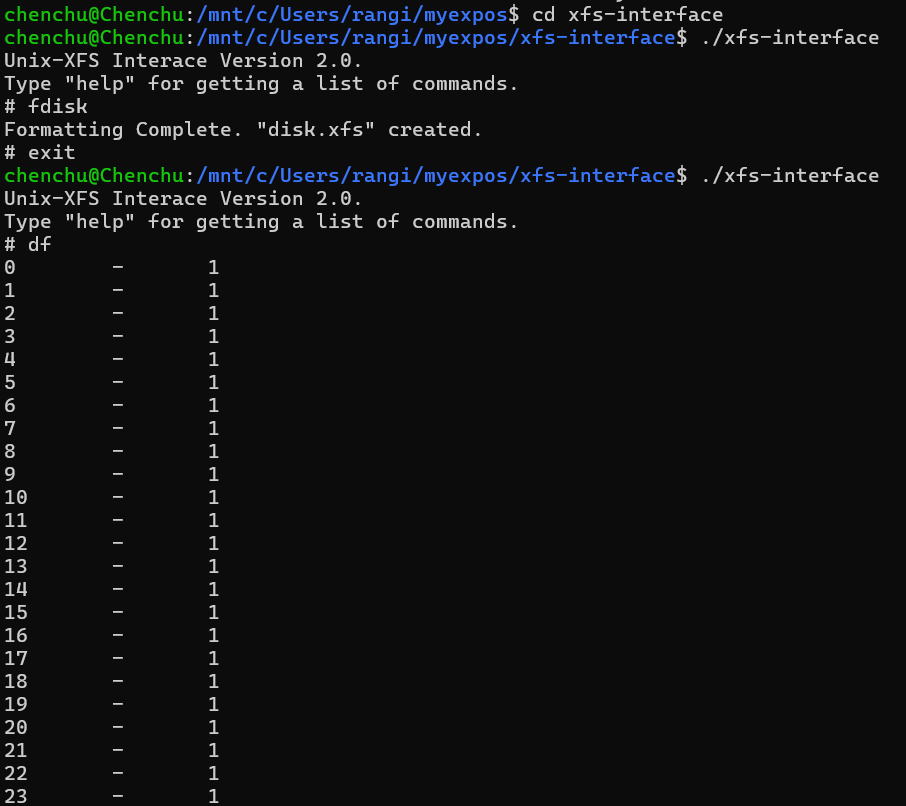 chenchu@Chenchu:/mnt/c/Users/rangi/myexpos$ cd xfs-interface
chenchu@Chenchu:/mnt/c/Users/rangi/myexpos/xfs-interface$ ./xfs-interface
Unix-XFS Interace Version 2.0.
Type "help" for getting a list of commands.
# fdisk
Formatting Complete. "disk.xfs" created.
# exit
chenchu@Chenchu:/mnt/c/Users/rangi/myexpos/xfs-interface$ ./xfs-interface
Unix-XFS Interace Version 2.0.
Type "help" for getting a list of commands.
# df
0 - 1
1 - 1
2 - 1
3 - 1
4 - 1
5 - 1
6 - 1
7 - 1
8 - 1
9 - 1
10 - 1
11 - 1
12 - 1
13 - 1
14 - 1
15 - 1
16 - 1
17 - 1
18 - 1
19 - 1
20 - 1
21 - 1
22 - 1
23 - 1